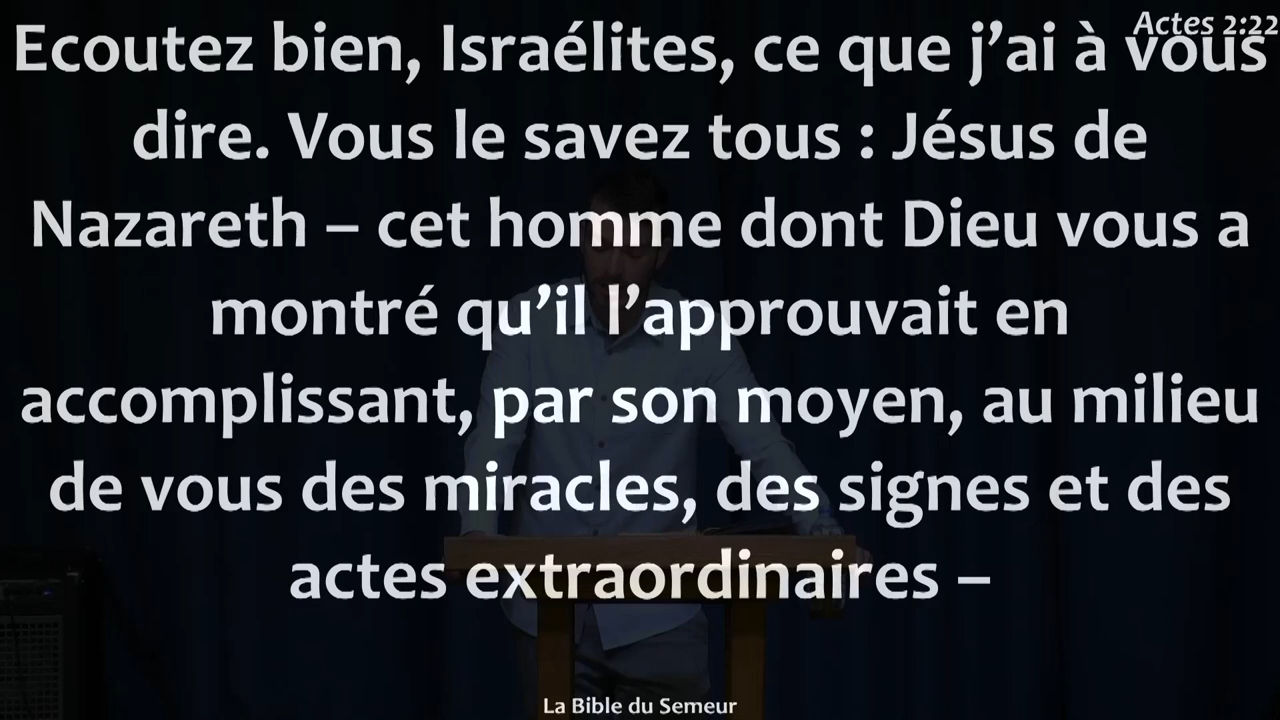 Actes 2:22
Ecoutez bien, Israélites, ce que j’ai à vous
dire. Vous le savez tous : Jésus de
Nazareth – cet homme dont Dieu vous a
montré qu’il l’approuvait en
accomplissant, par son moyen, au milieu
de vous des miracles, des signes et des
actes extraordinaires –
La Bible du Semeur